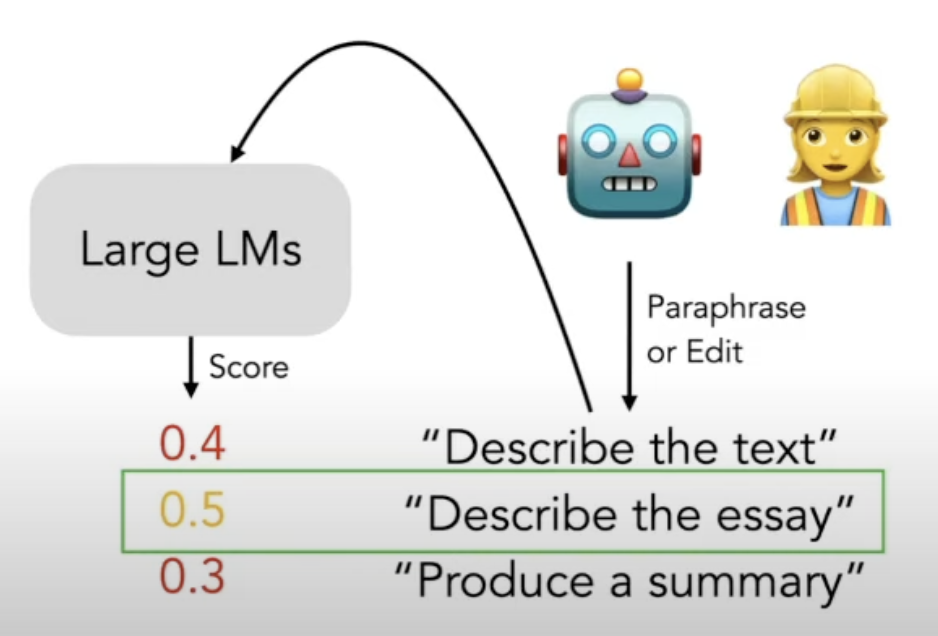 Large LMs
Paraphrase
or Edit
Score
0.4 “Describe the text”
0.5 “Describe the essay”
0.3 “Produce a summary”